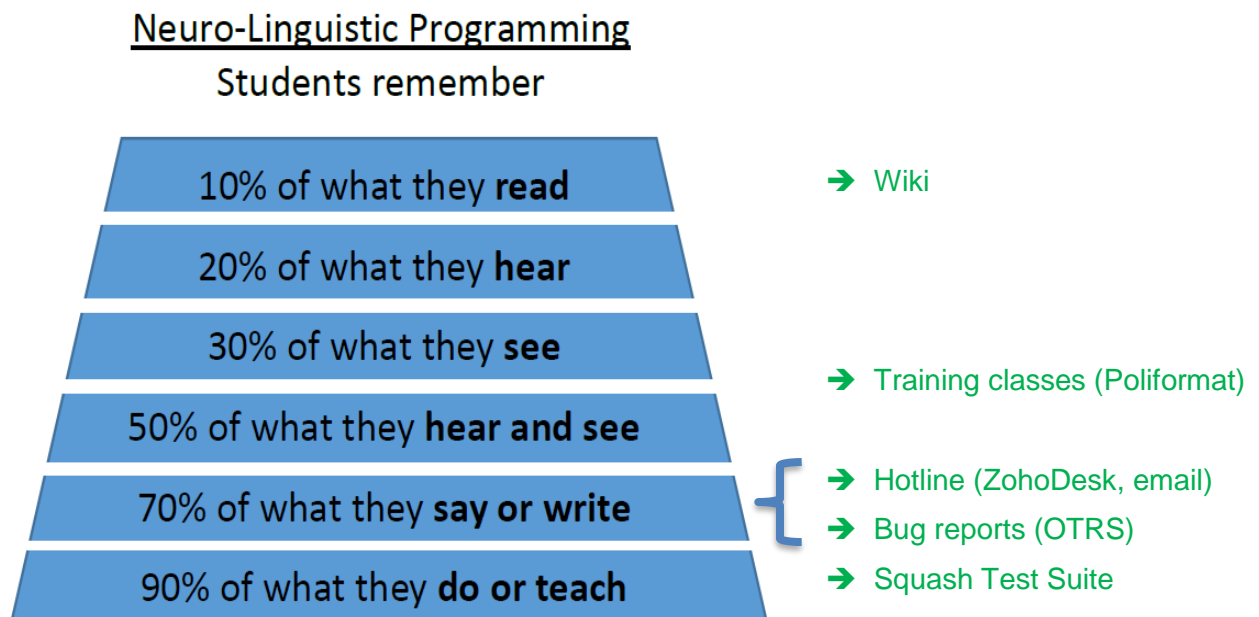 Neuro-Linguistic Programming
Students remember
10% of what they read
➔ Wiki
20% of what they hear
30% of what they see
➔ Training classes (Poliformat)
50% of what they hear and see
➔ Hotline (ZohoDesk, email)
70% of what they say or write
➔ Bug reports (OTRS)
90% of what they do or teach
➔ Squash Test Suite